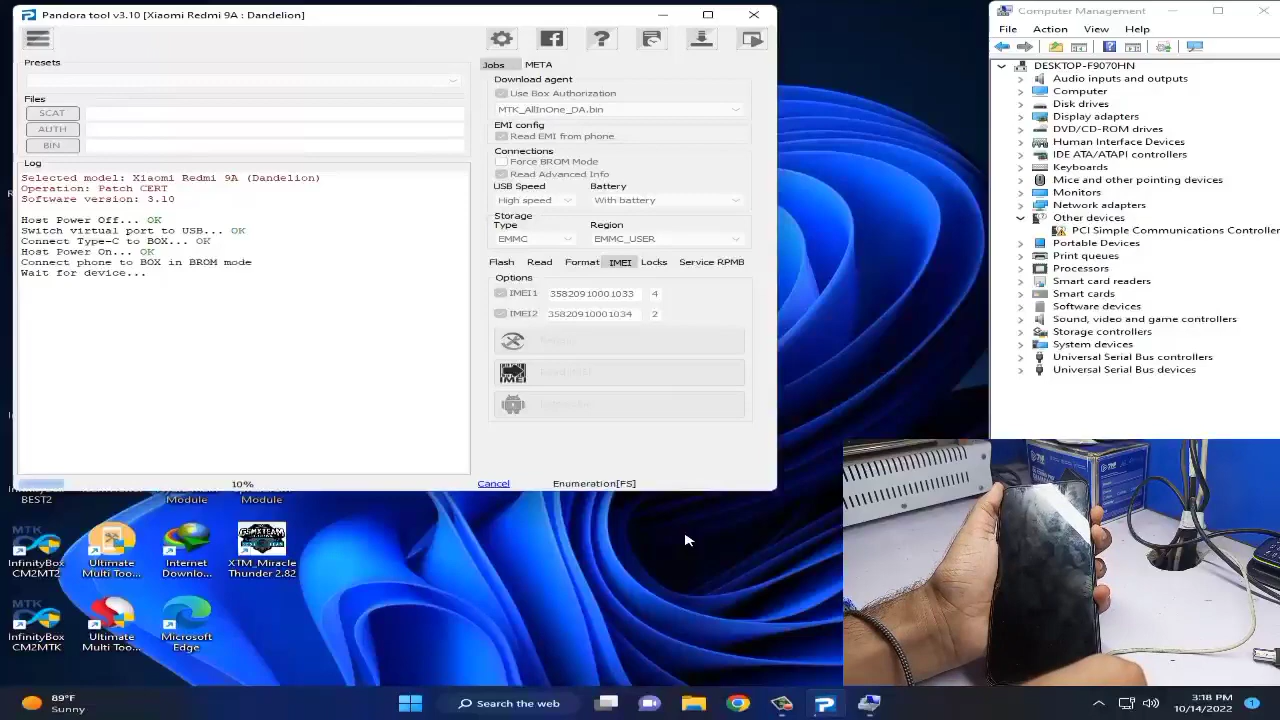 Pandora tool v3.10 [Xiaomi Redmi 9A : Dandelion]
Presets
Files
SCAT
AUTH
BIN
Log
Selected model: Xiaomi Redmi 9A (Dandelion)
Operation: Patch CERT
Software version: 3.10
Host Power Off... OK
Switch virtual port to USB... OK
Connect Type-C to BOX... OK
Host Power On... OK
Connect phone to BOX in BROM mode
Wait for device...
10%
Cancel
Enumeration[FS]
Jobs
META
Download agent
Use Box Authorization
MTK_AllInOne_DA.bin
EMI config
Read EMI from phone
Connections
Force BROM Mode
Read Advanced Info
USB Speed
Battery
High speed
With battery
Storage
Type
Region
EMMC
EMMC_USER
Flash
Read
Format
IMEI
Locks
Service RPMB
Options
IMEI1
35820910001033
4
IMEI2
35820910001034
2
IMEI
Computer Management
File
Action
View
Help
DESKTOP-F9070HN
Audio inputs and outputs
Computer
Disk drives
Display adapters
DVD/CD-ROM drives
Human Interface Devices
IDE ATA/ATAPI controllers
Keyboards
Mice and other pointing devices
Monitors
Network adapters
Other devices
PCI Simple Communications Controller
Portable Devices
Print queues
Processors
Smart card readers
Smart cards
Software devices
Sound, video and game controllers
Storage controllers
System devices
Universal Serial Bus controllers
Universal Serial Bus devices
InfinityBox
BEST2
Module
Module
MTK
InfinityBox
CM2MT2
Ultimate
Multi Too...
Internet
Downlo...
XTM_Miracle
Thunder 2.82
MTK
InfinityBox
CM2MTK
Ultimate
Multi Too...
Microsoft
Edge
89°F
Sunny
Search the web
3:18 PM
10/14/2022
1